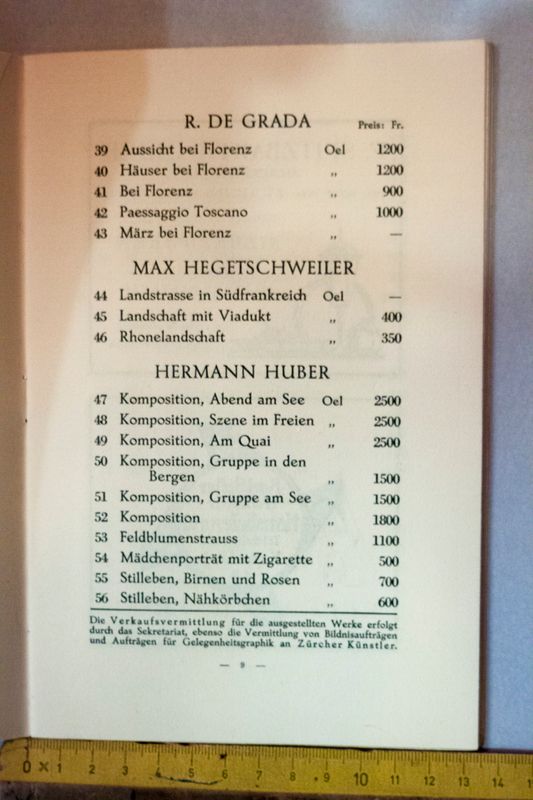 R. DE GRADA Preis: Fr.
39 Aussicht bei Florenz Oel 1200
40 Häuser bei Florenz „ 1200
41 Bei Florenz „ 900
42 Paessaggio Toscano „ 1000
43 März bei Florenz „ —
MAX HEGETSCHWEILER
44 Landstrasse in Südfrankreich Oel —
45 Landschaft mit Viadukt „ 400
46 Rhonelandschaft „ 350
HERMANN HUBER
47 Komposition, Abend am See Oel 2500
48 Komposition, Szene im Freien „ 2500
49 Komposition, Am Quai „ 2500
50 Komposition, Gruppe in den
Bergen „ 1500
51 Komposition, Gruppe am See „ 1500
52 Komposition „ 1800
53 Feldblumenstrauss „ 1100
54 Mädchenporträt mit Zigarette „ 500
55 Stilleben, Birnen und Rosen „ 700
56 Stilleben, Nähkörbchen „ 600
Die Verkaufsvermittlung für die ausgestellten Werke erfolgt
durch das Sekretariat, ebenso die Vermittlung von Bildnisaufträgen
und Aufträgen für Gelegenheitsgraphik an Zürcher Künstler.
— 9 —
0 1 2 3 4 5 6 7 8 9 10 11 12 13 14